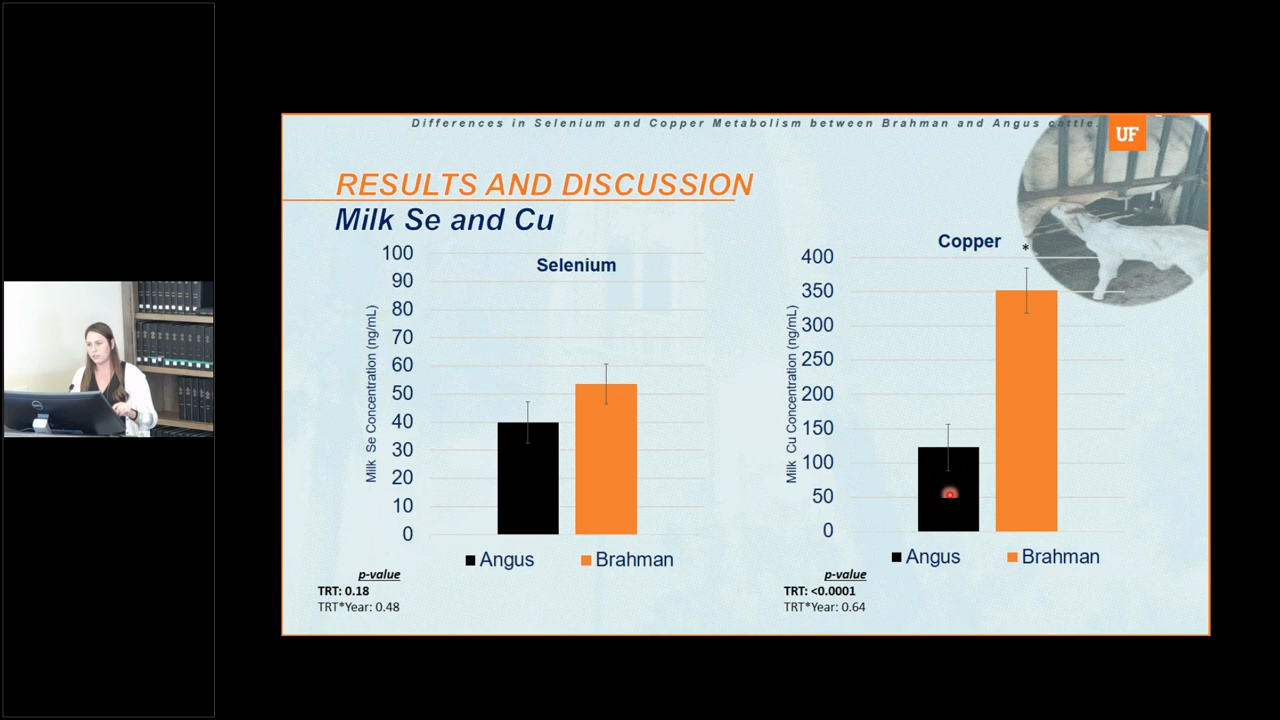 Differences in Selenium and Copper Metabolism between Brahman and Angus cattle.
UF
RESULTS AND DISCUSSION
Milk Se and Cu
Selenium
Milk Se Concentration (ng/mL)
100
90
80
70
60
50
40
30
20
10
0
Angus
Brahman
p-value
TRT: 0.18
TRT*Year: 0.48
Copper
*
Milk Cu Concentration (ng/mL)
400
350
300
250
200
150
100
50
0
Angus
Brahman
p-value
TRT: <0.0001
TRT*Year: 0.64